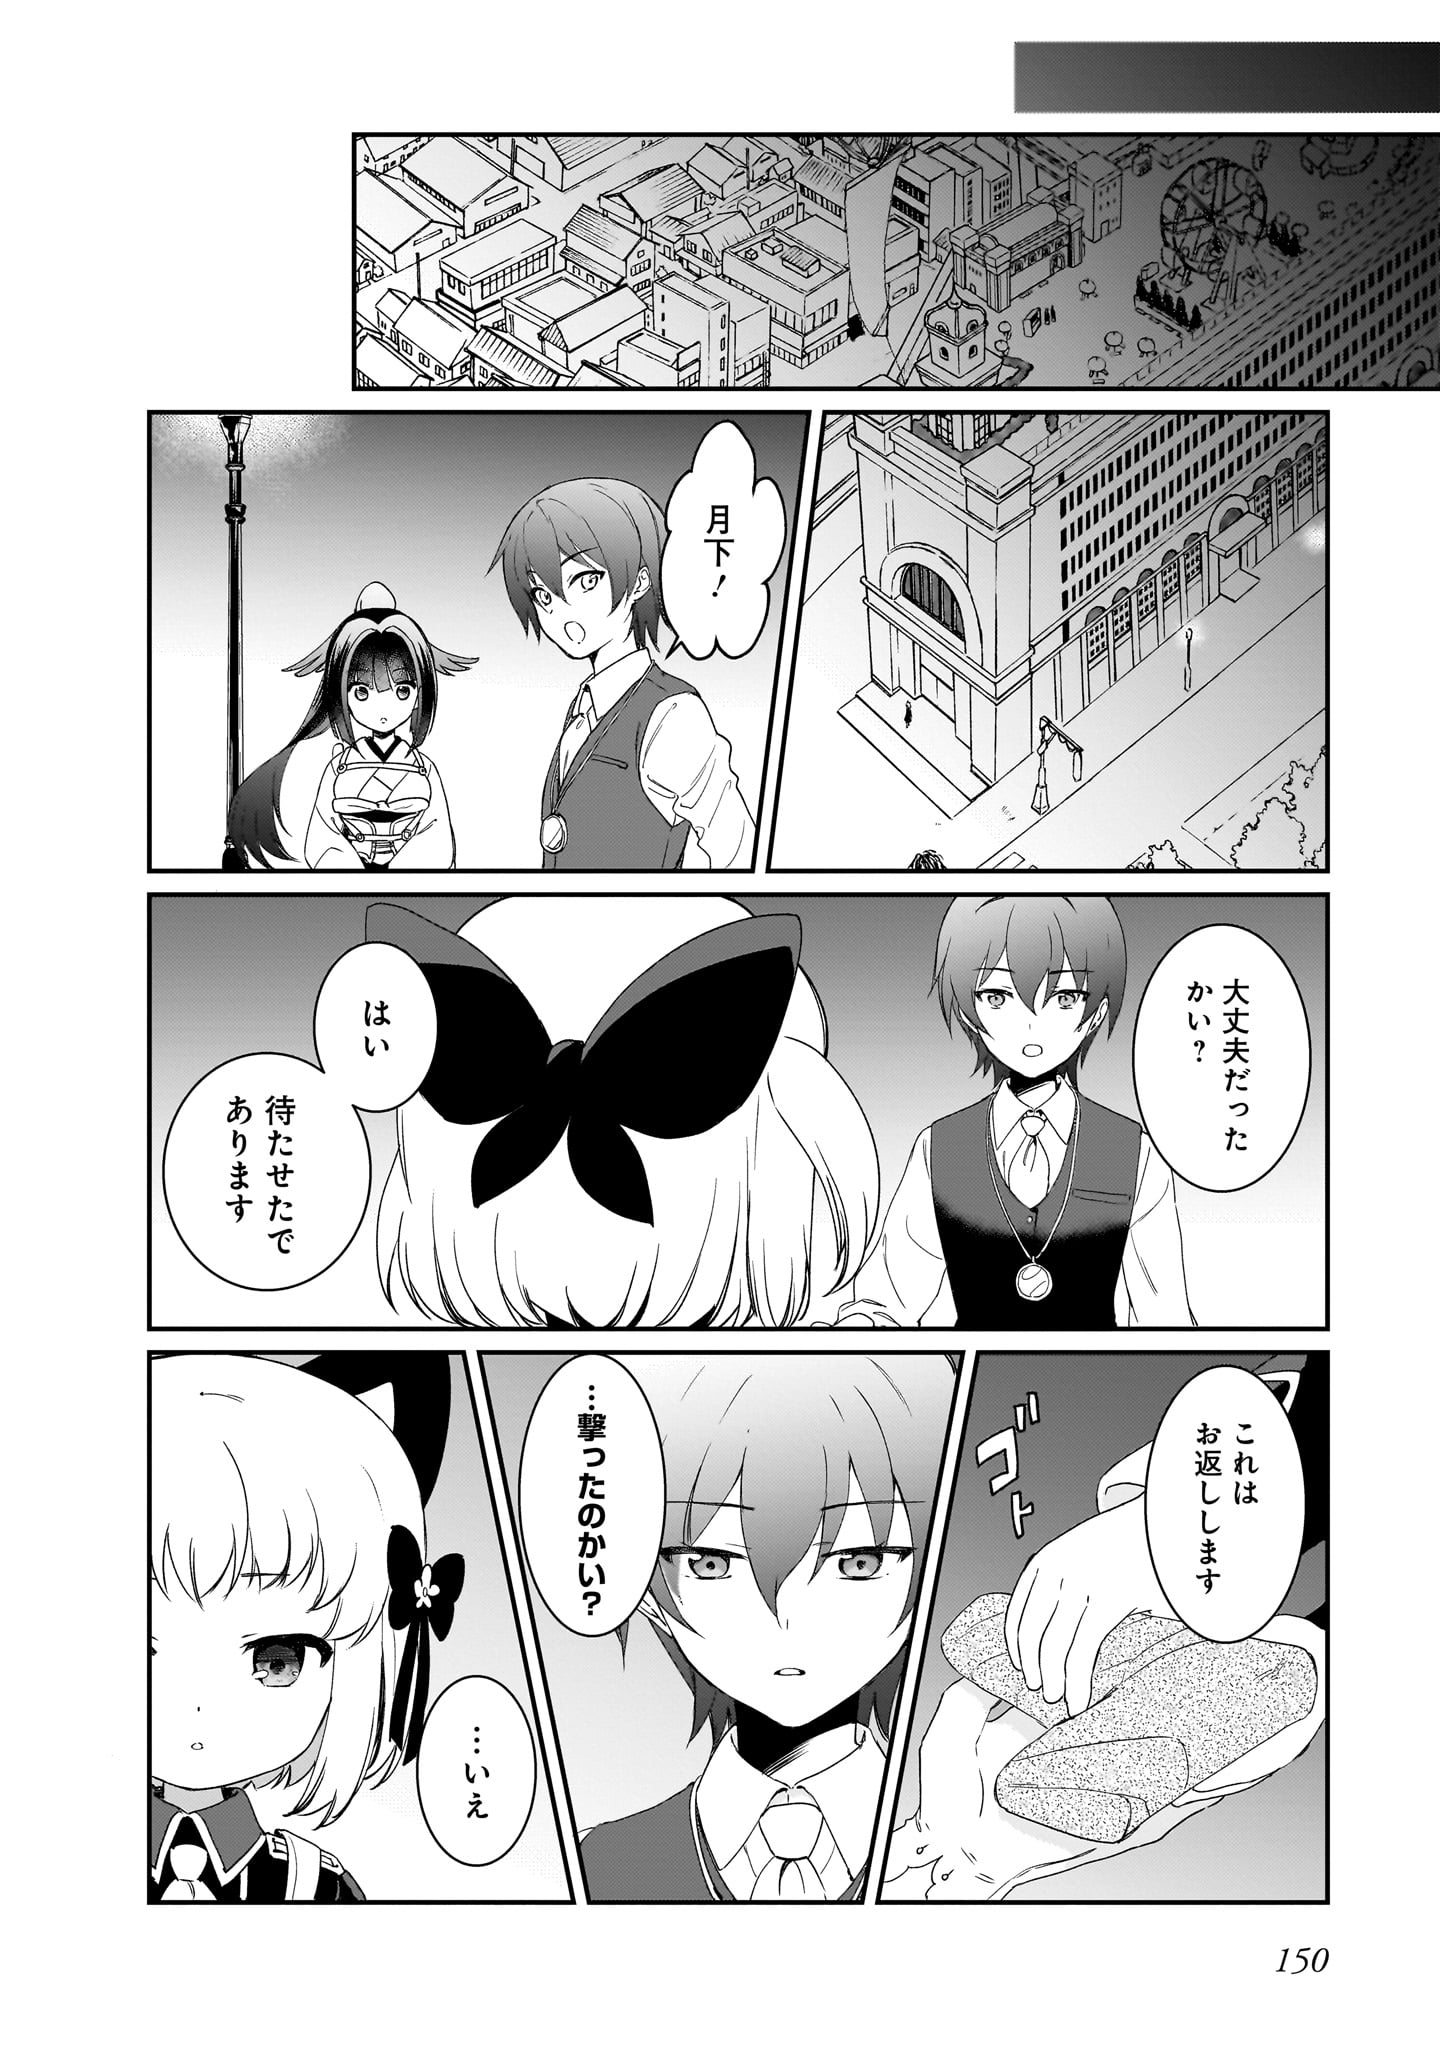 月下！
大丈夫だった
かい？
はい
待たせたで
あります
これは
お返しします
ゴト
…撃ったのかい？
…いえ
150